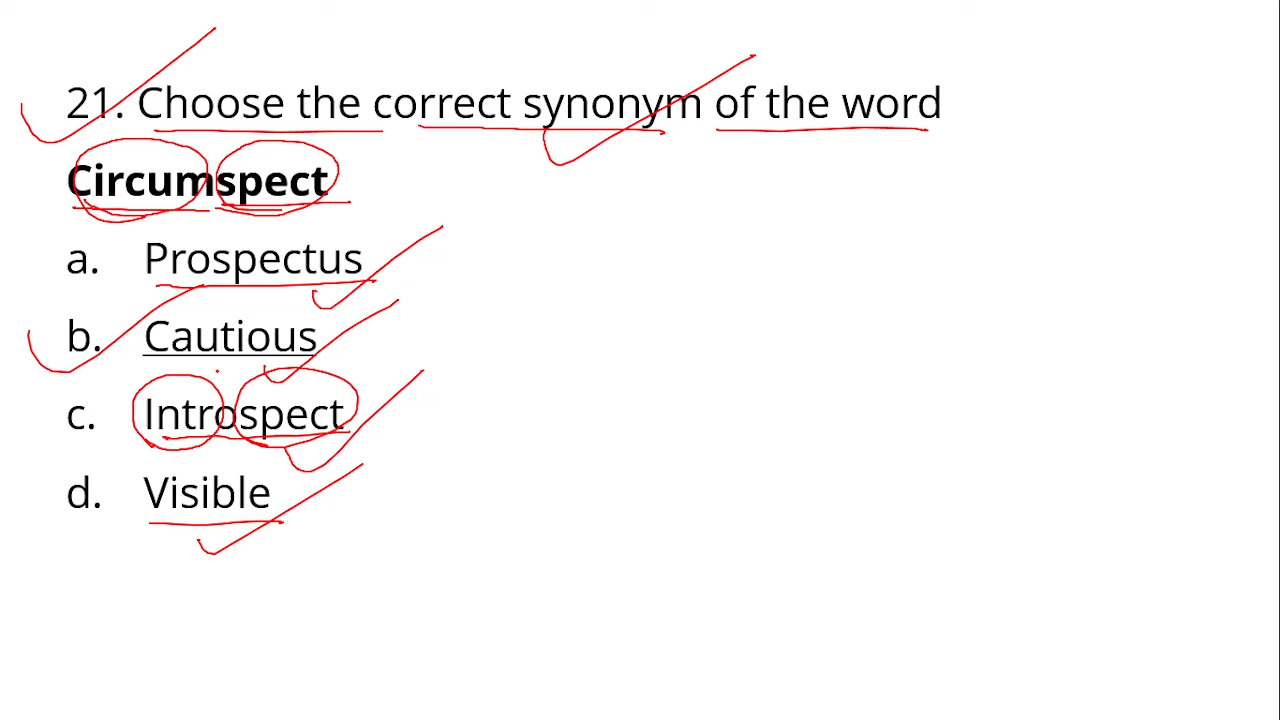 21. Choose the correct synonym of the word
Circumspect
a. Prospectus
b. Cautious
c. Introspect
d. Visible